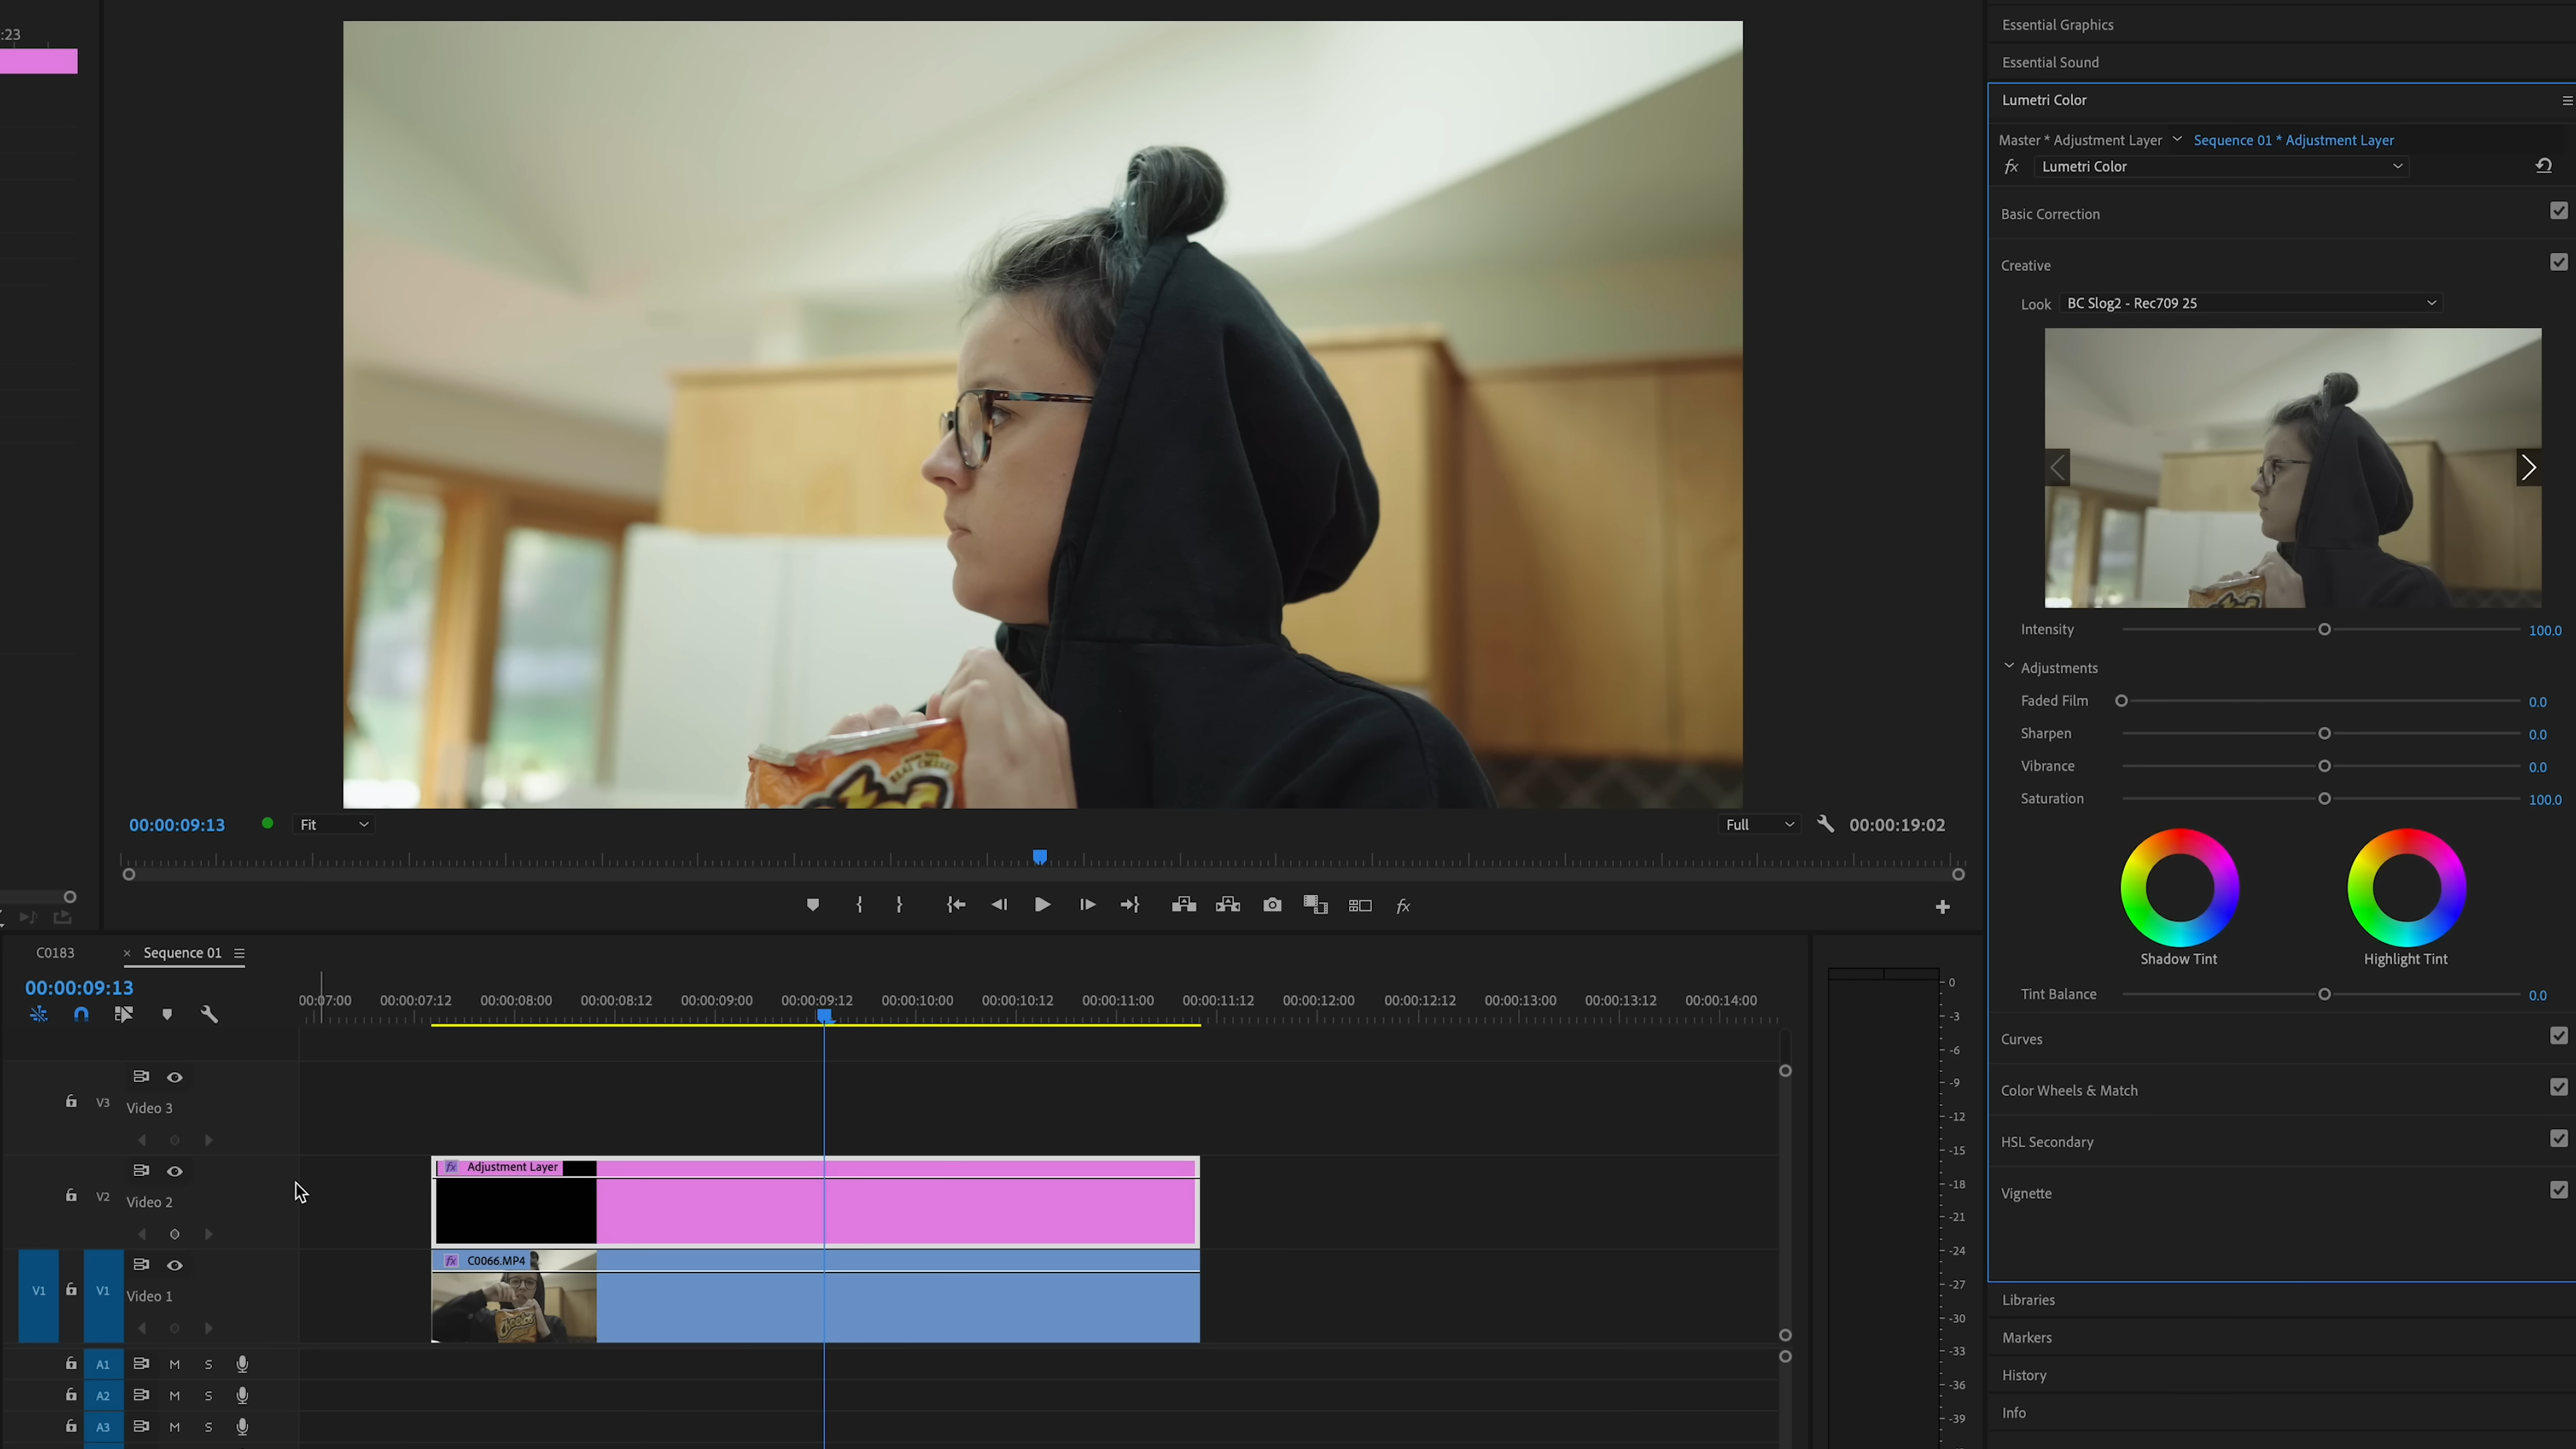 :23
Essential Graphics
Essential Sound
Lumetri Color
Master * Adjustment Layer
Sequence 01 * Adjustment Layer
fx
Lumetri Color
Basic Correction
Creative
Look
BC Slog2 - Rec709 25
Intensity
100.0
Adjustments
Faded Film
0.0
Sharpen
0.0
Vibrance
0.0
Saturation
100.0
Shadow Tint
Highlight Tint
Tint Balance
0.0
Curves
Color Wheels & Match
HSL Secondary
Vignette
Libraries
Markers
History
Info
REAL CHEESE
00:00:09:13
Fit
Full
00:00:19:02
fx
C0183
× Sequence 01
00:00:09:13
00:07:00
00:00:07:12
00:00:08:00
00:00:08:12
00:00:09:00
00:00:09:12
00:00:10:00
00:00:10:12
00:00:11:00
00:00:11:12
00:00:12:00
00:00:12:12
00:00:13:00
00:00:13:12
00:00:14:00
V3
Video 3
V2
Video 2
fx Adjustment Layer
V1
V1
Video 1
fx C0066.MP4
A1 M S
A2 M S
A3 M S
0
-3
-6
-9
-12
-15
-18
-21
-24
-27
-30
-33
-36
-39